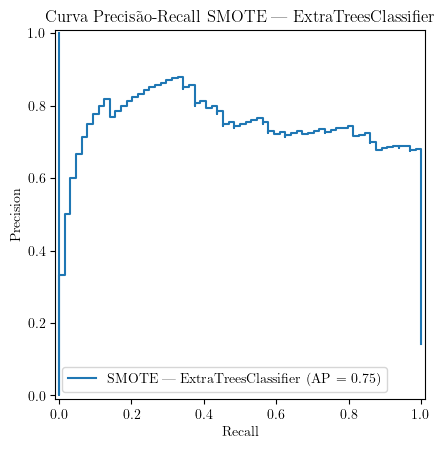 Curva Precisão-Recall SMOTE — ExtraTreesClassifier
1.0
0.8
0.6
0.4
0.2
0.0
Precision
SMOTE — ExtraTreesClassifier (AP = 0.75)
0.0 0.2 0.4 0.6 0.8 1.0
Recall